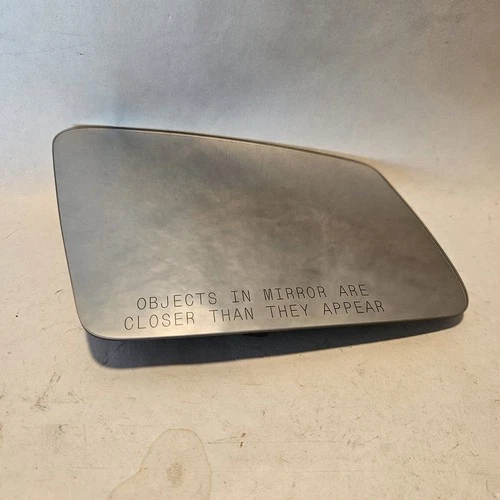 OBJECTS IN MIRROR ARE
CLOSER THAN THEY APPEAR